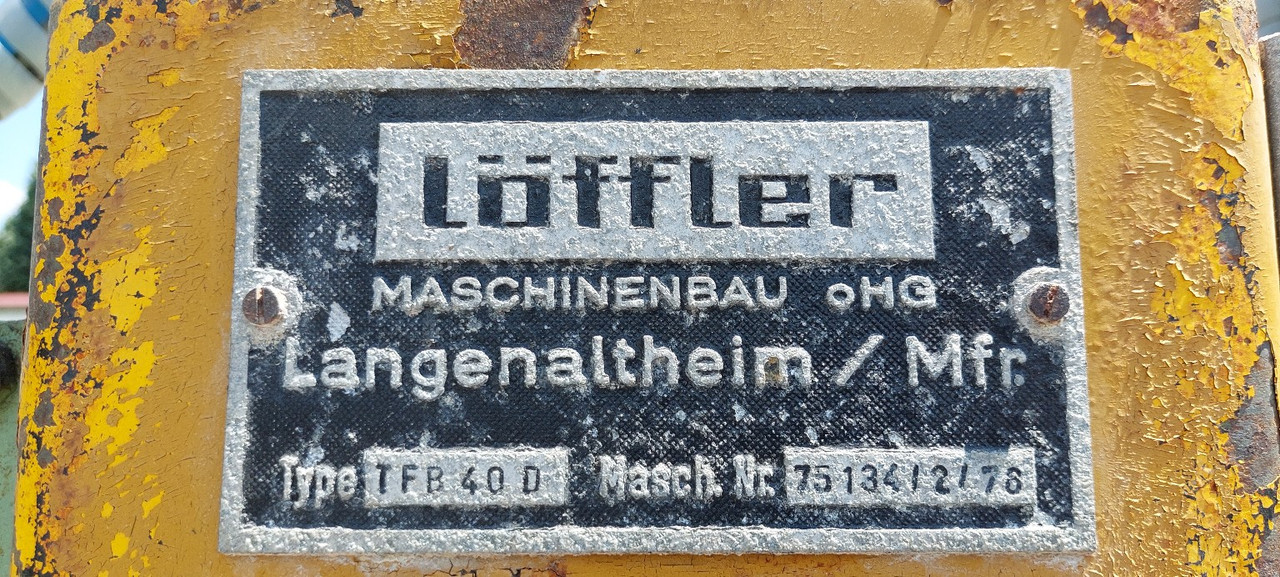 löffler
MASCHINENBAU oHG
Langenaltheim / Mfr.
Type TFB 40 D Masch. Nr. 75134/2/78